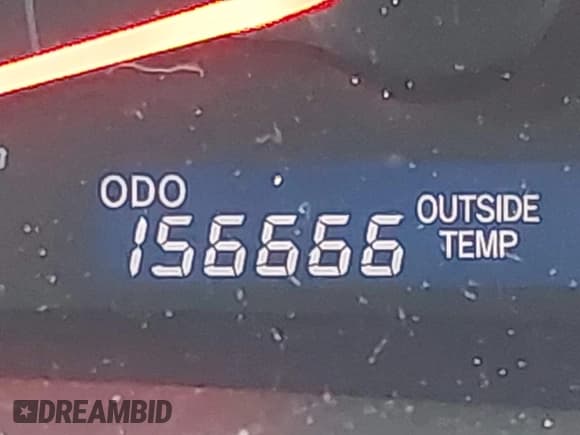 ODO
156666
OUTSIDE
TEMP
DREAMBID